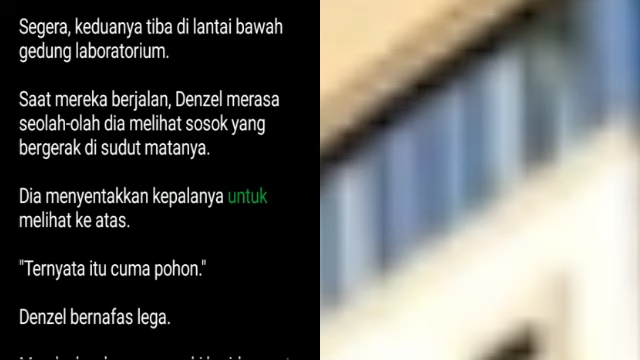 Segera, keduanya tiba di lantai bawah
gedung laboratorium.
Saat mereka berjalan, Denzel merasa
seolah-olah dia melihat sosok yang
bergerak di sudut matanya.
Dia menyentakkan kepalanya untuk
melihat ke atas.
"Ternyata itu cuma pohon."
Denzel bernafas lega.